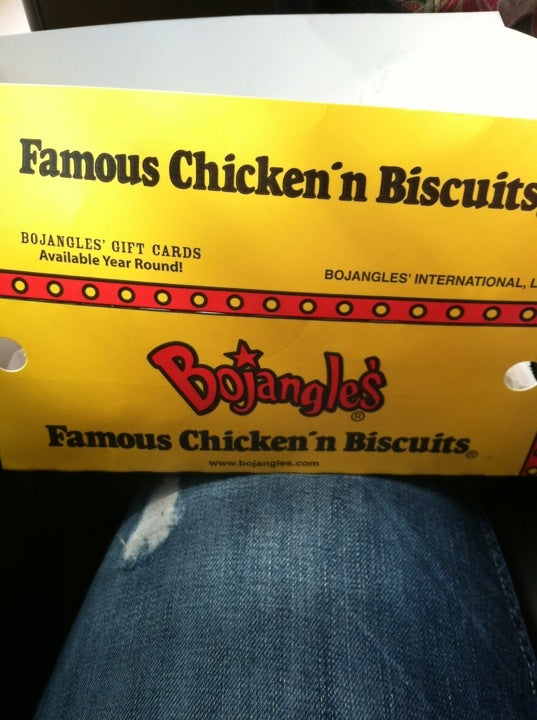 Famous Chicken´n Biscuits
BOJANGLES' GIFT CARDS
Available Year Round!
BOJANGLES' INTERNATIONAL, L
Bojangles'®
Famous Chicken´n Biscuits®
www.bojangles.com